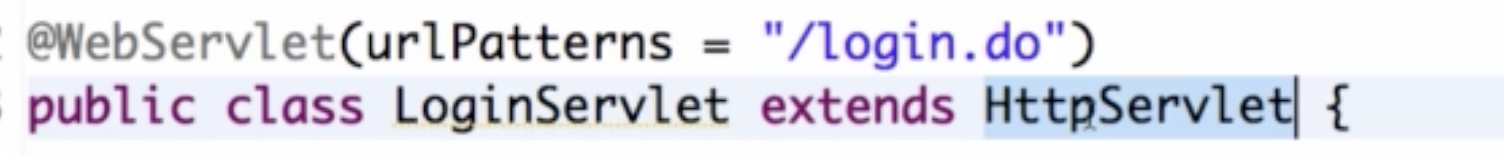 @WebServlet(urlPatterns = "/login.do")
public class LoginServlet extends HttpServlet {